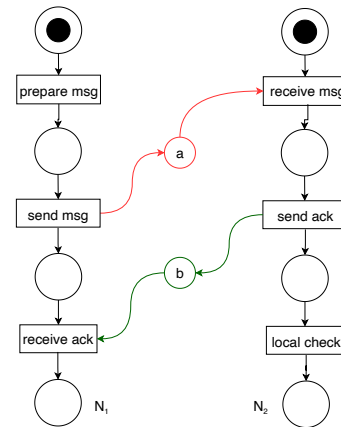 prepare msg
receive msg
a
send msg
send ack
b
receive ack
local check
N₁
N₂